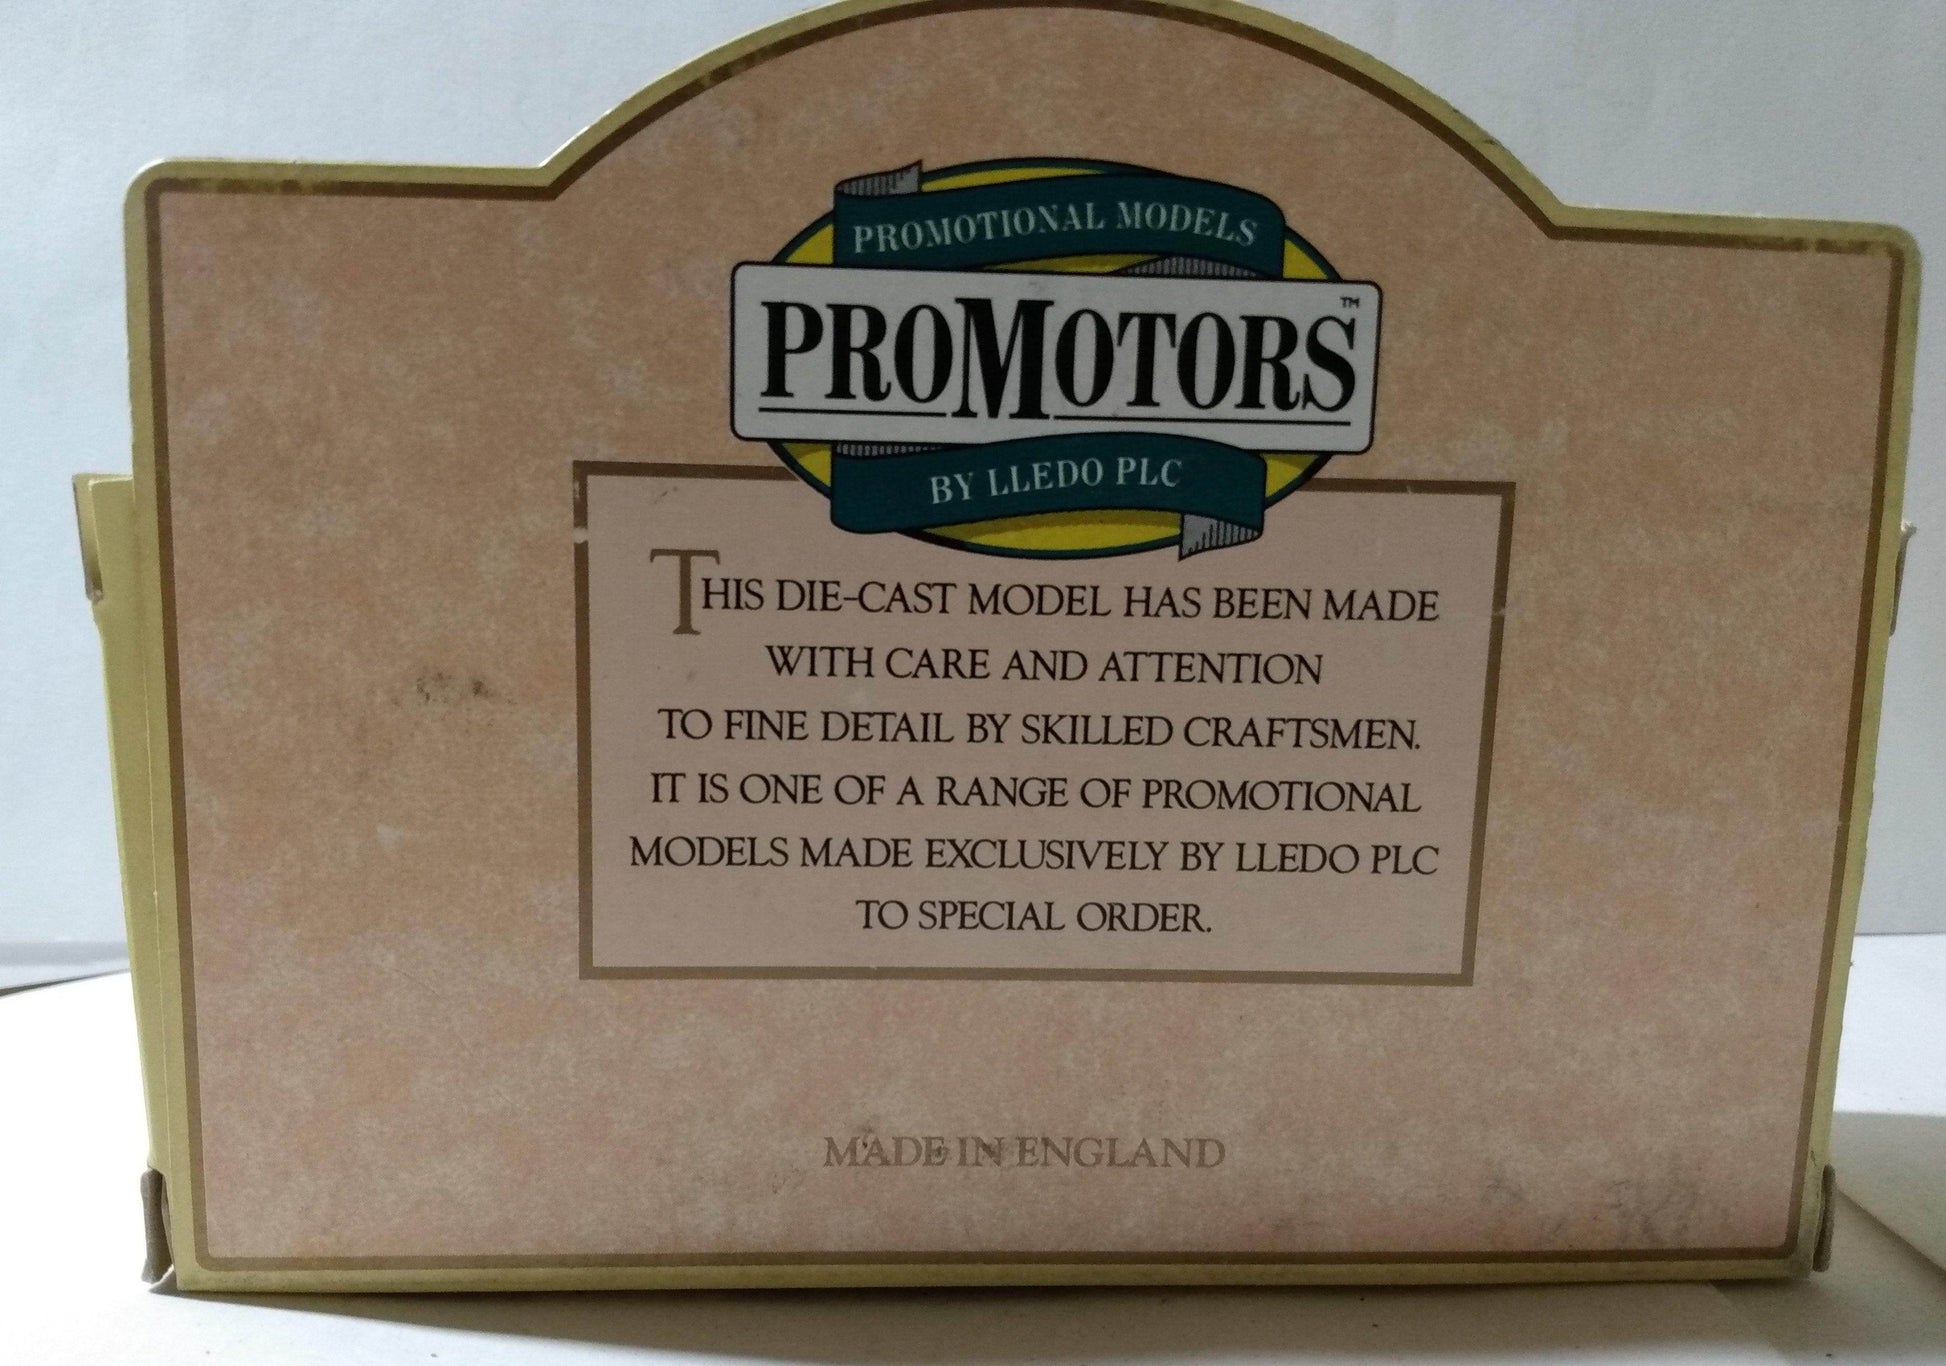 PROMOTIONAL MODELS
PROMOTORS™
BY LLEDO PLC
THIS DIE-CAST MODEL HAS BEEN MADE
WITH CARE AND ATTENTION
TO FINE DETAIL BY SKILLED CRAFTSMEN.
IT IS ONE OF A RANGE OF PROMOTIONAL
MODELS MADE EXCLUSIVELY BY LLEDO PLC
TO SPECIAL ORDER.
MADE IN ENGLAND